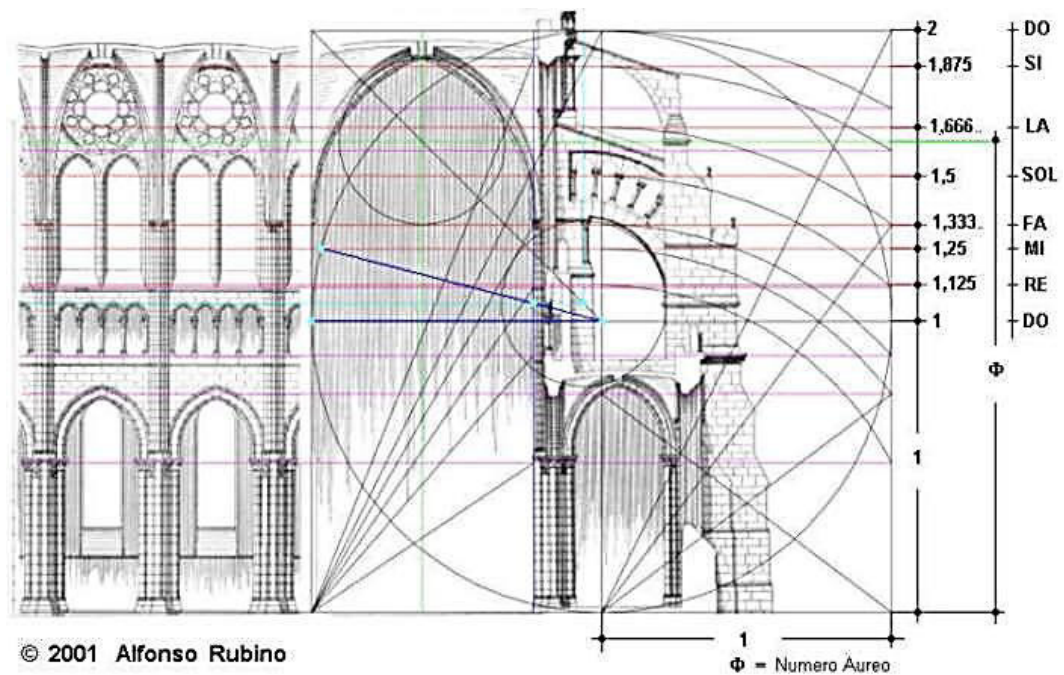 2 DO
1,875 SI
1,666.. LA
1,5 SOL
1,333.. FA
1,25 MI
1,125 RE
1 DO
Φ
1
1
© 2001 Alfonso Rubino
Φ = Numero Aureo